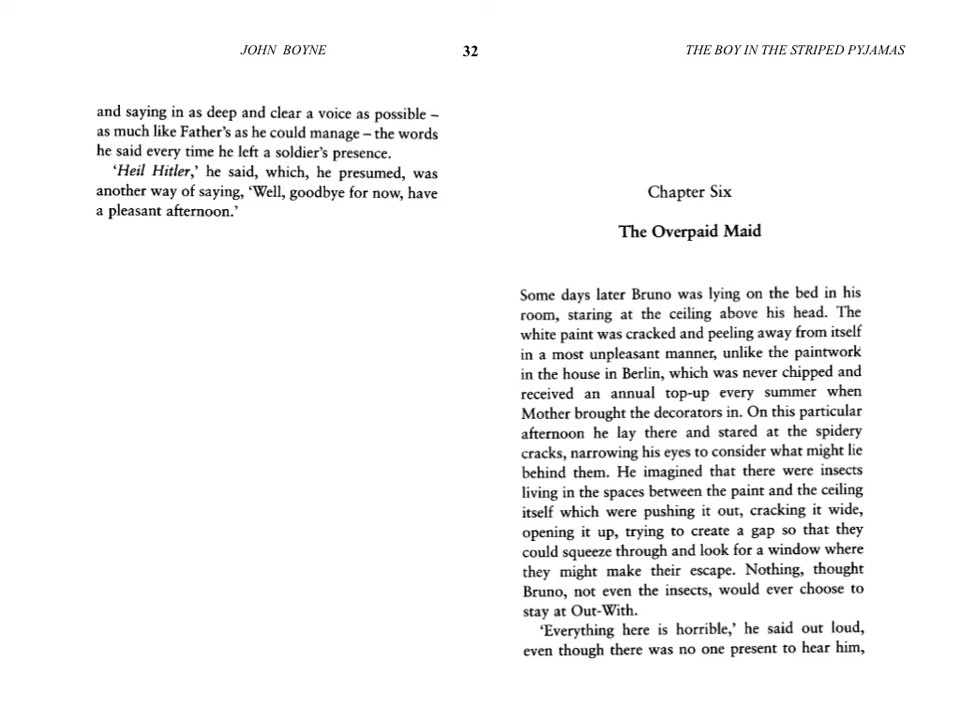 JOHN BOYNE
32
THE BOY IN THE STRIPED PYJAMAS
and saying in as deep and clear a voice as possible –
as much like Father's as he could manage – the words
he said every time he left a soldier's presence.
'Heil Hitler,' he said, which, he presumed, was
another way of saying, 'Well, goodbye for now, have
a pleasant afternoon.'
Chapter Six
The Overpaid Maid
Some days later Bruno was lying on the bed in his
room, staring at the ceiling above his head. The
white paint was cracked and peeling away from itself
in a most unpleasant manner, unlike the paintwork
in the house in Berlin, which was never chipped and
received an annual top-up every summer when
Mother brought the decorators in. On this particular
afternoon he lay there and stared at the spidery
cracks, narrowing his eyes to consider what might lie
behind them. He imagined that there were insects
living in the spaces between the paint and the ceiling
itself which were pushing it out, cracking it wide,
opening it up, trying to create a gap so that they
could squeeze through and look for a window where
they might make their escape. Nothing, thought
Bruno, not even the insects, would ever choose to
stay at Out-With.
'Everything here is horrible,' he said out loud,
even though there was no one present to hear him,